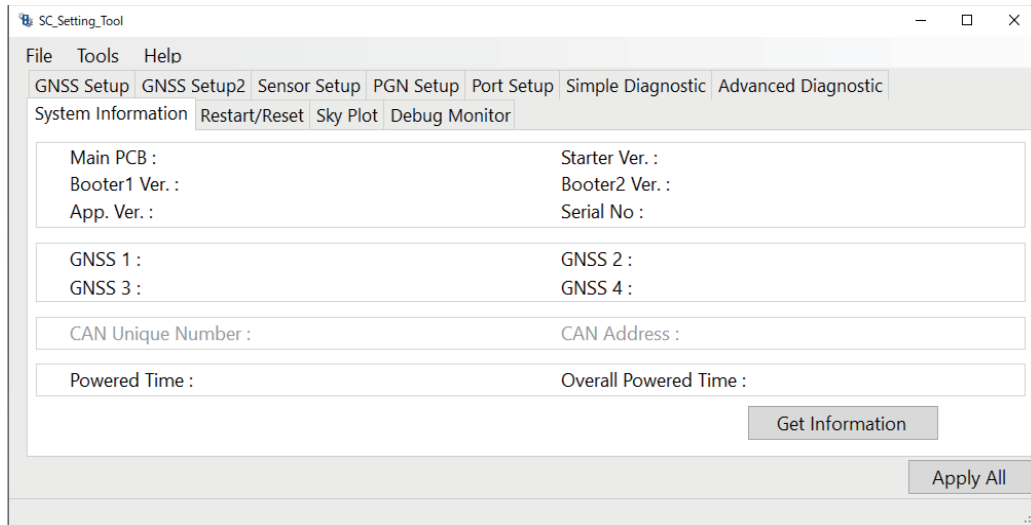 SC_Setting_Tool
File Tools Help
GNSS Setup GNSS Setup2 Sensor Setup PGN Setup Port Setup Simple Diagnostic Advanced Diagnostic
System Information Restart/Reset Sky Plot Debug Monitor
Main PCB : Starter Ver. :
Booter1 Ver. : Booter2 Ver. :
App. Ver. : Serial No :
GNSS 1 : GNSS 2 :
GNSS 3 : GNSS 4 :
CAN Unique Number : CAN Address :
Powered Time : Overall Powered Time :
Get Information
Apply All